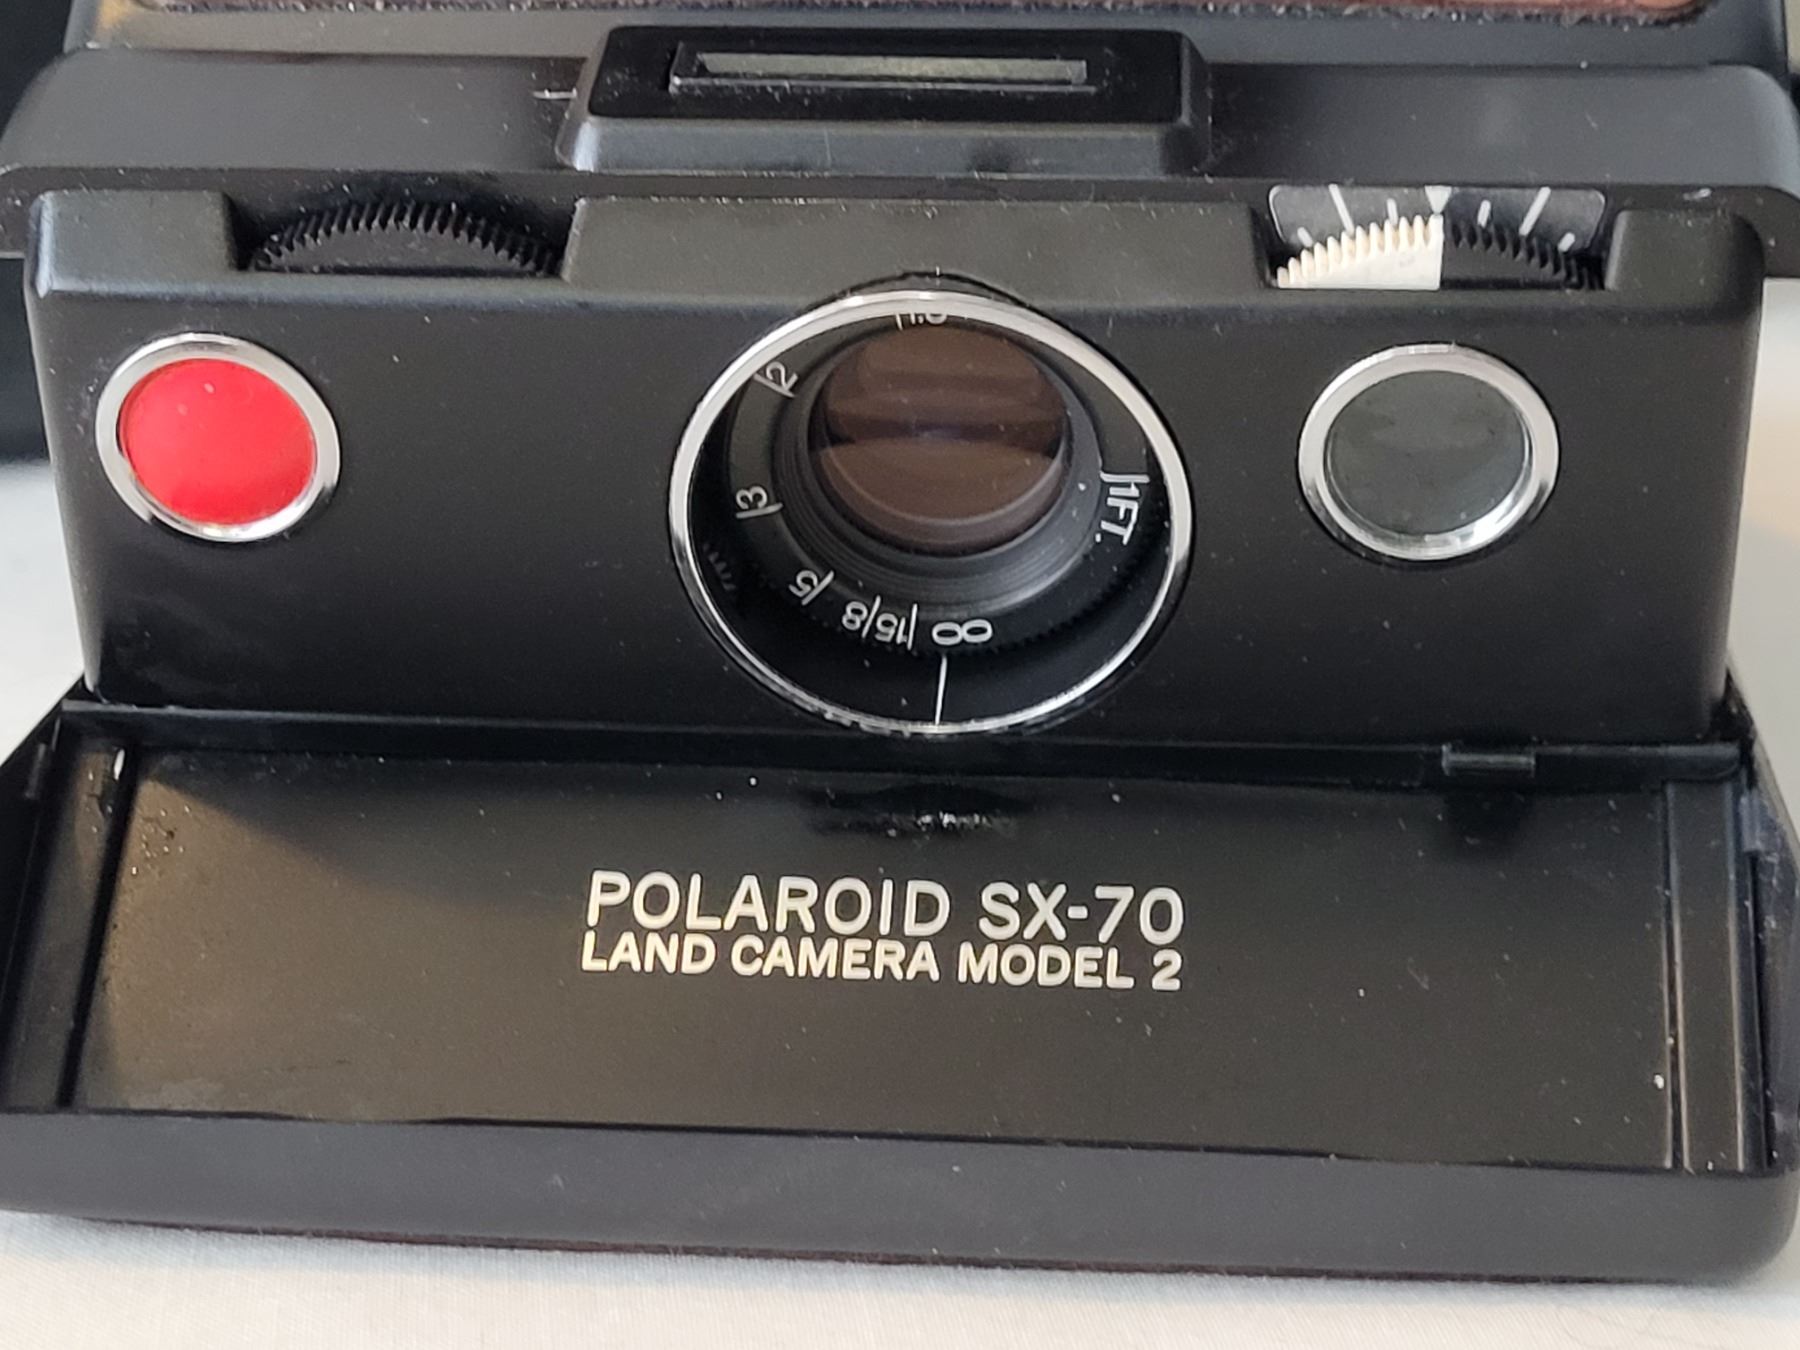 2
3
5
8
15
∞
1FT.
POLAROID SX-70
LAND CAMERA MODEL 2